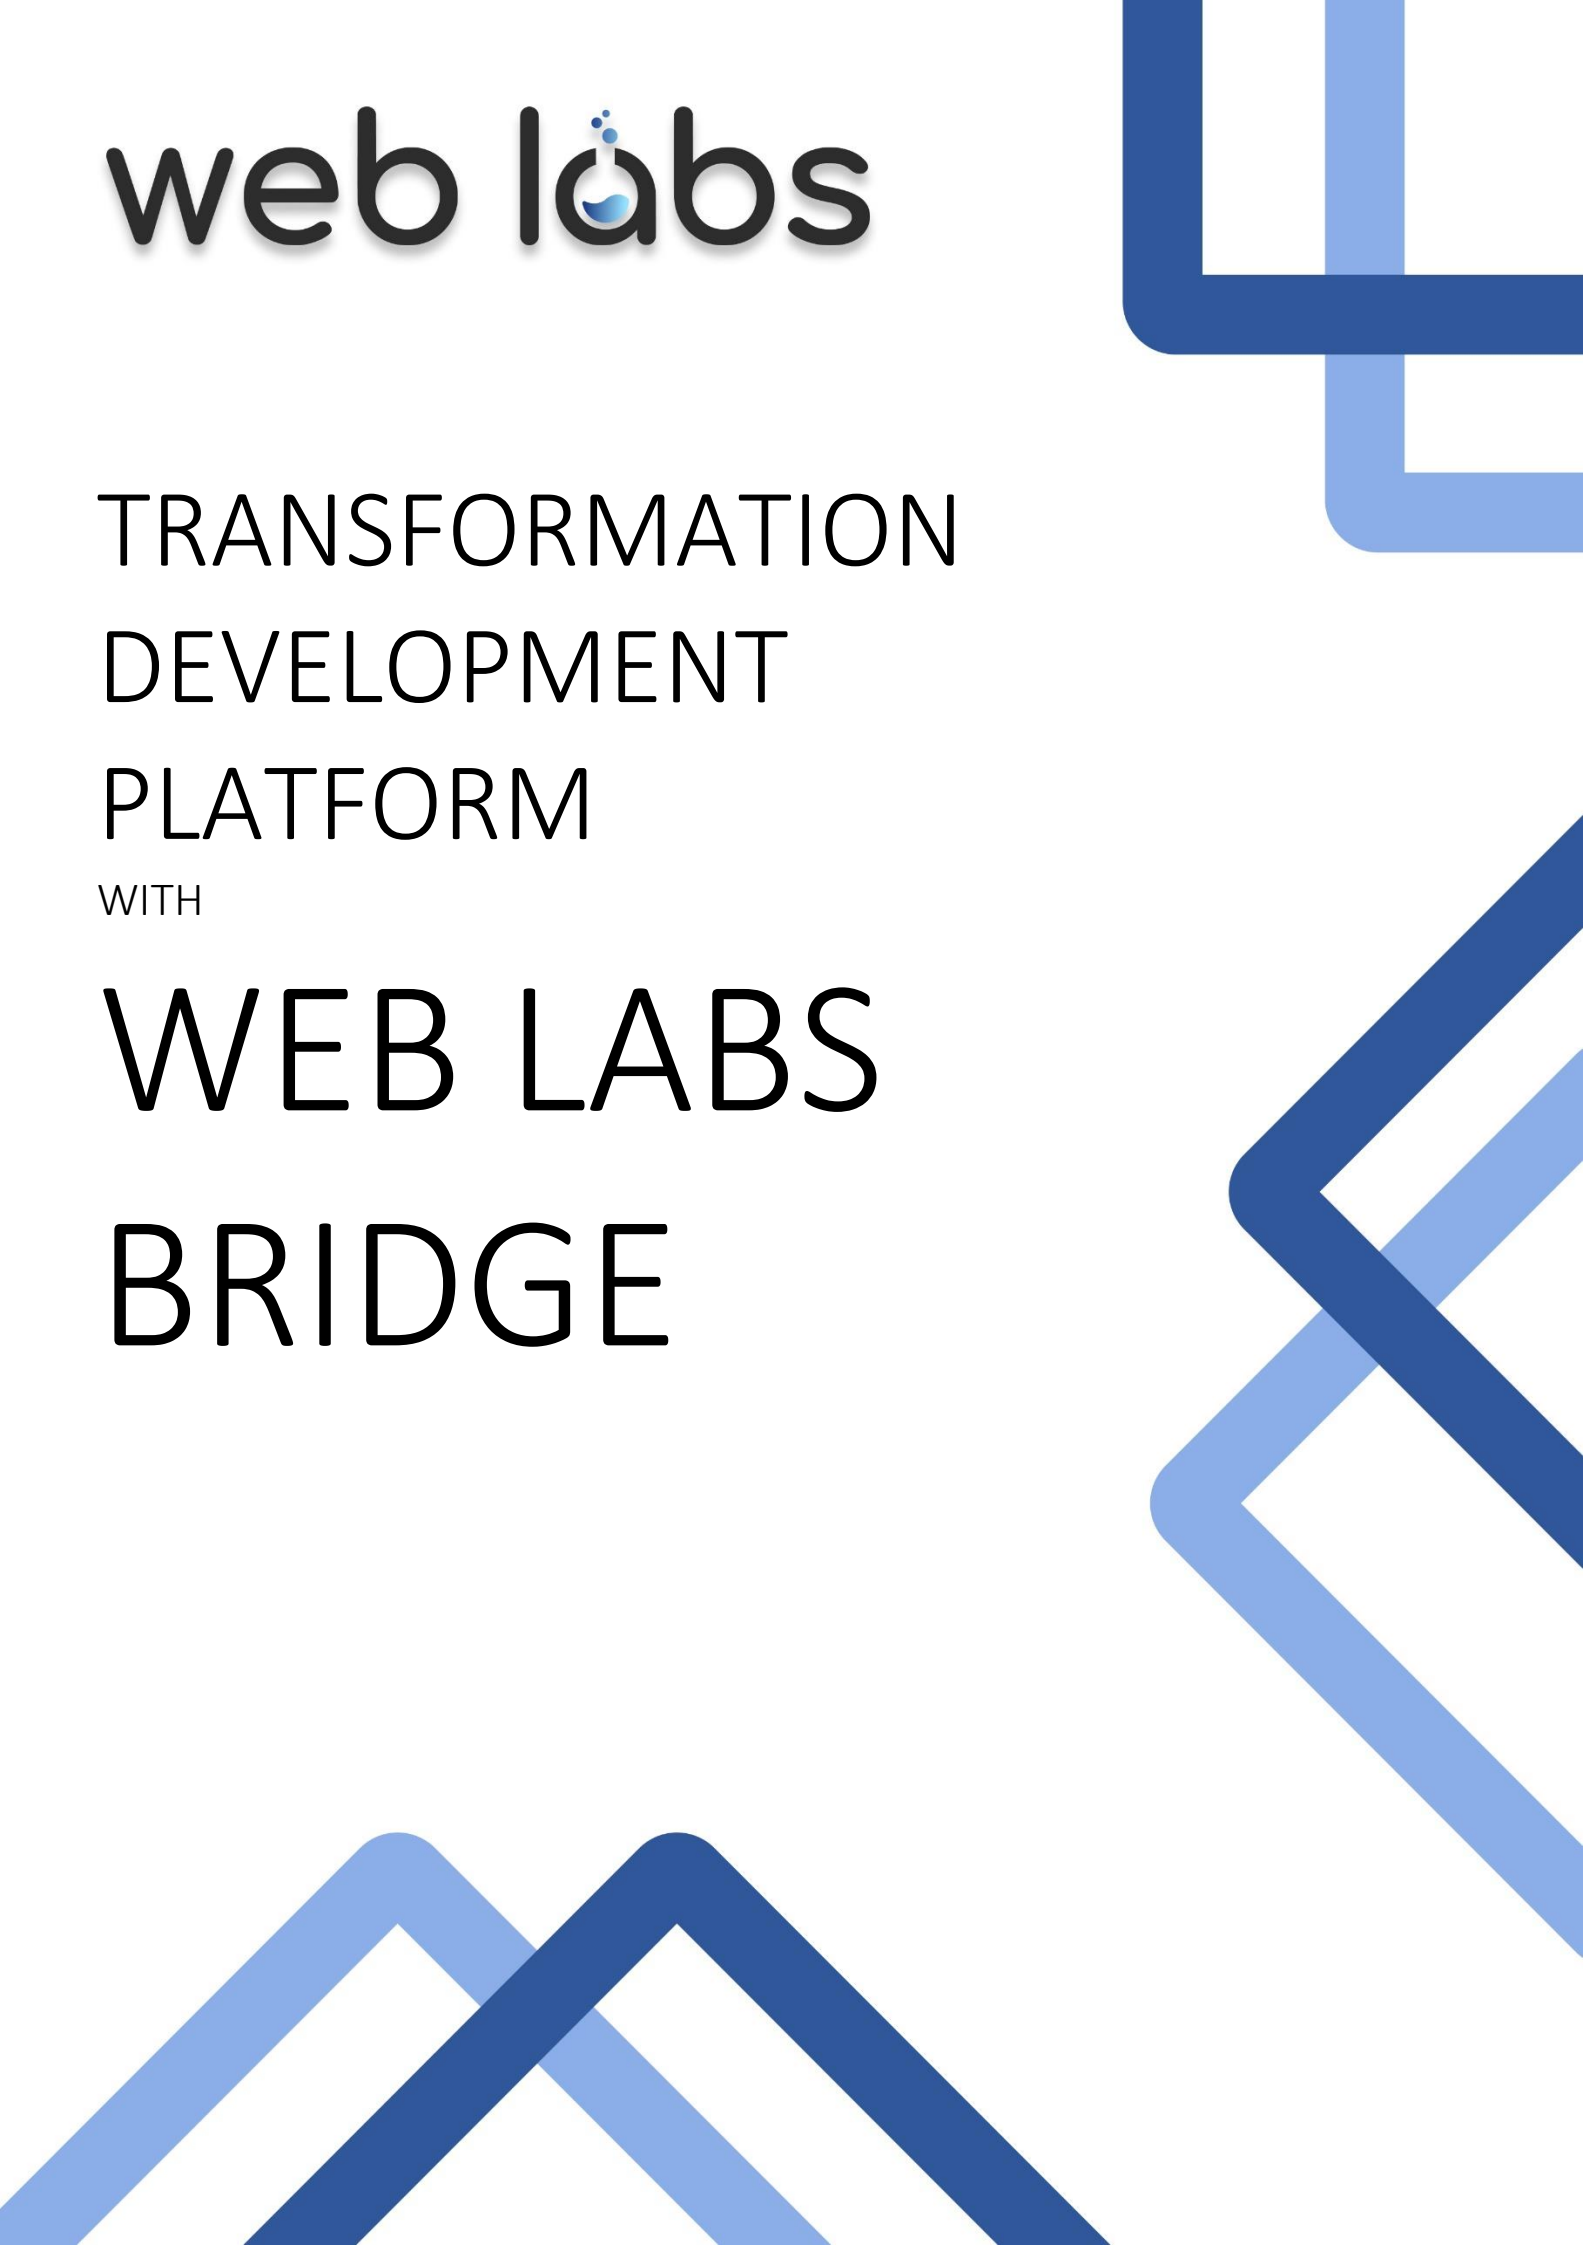 web labs
TRANSFORMATION
DEVELOPMENT
PLATFORM
WITH
WEB LABS
BRIDGE